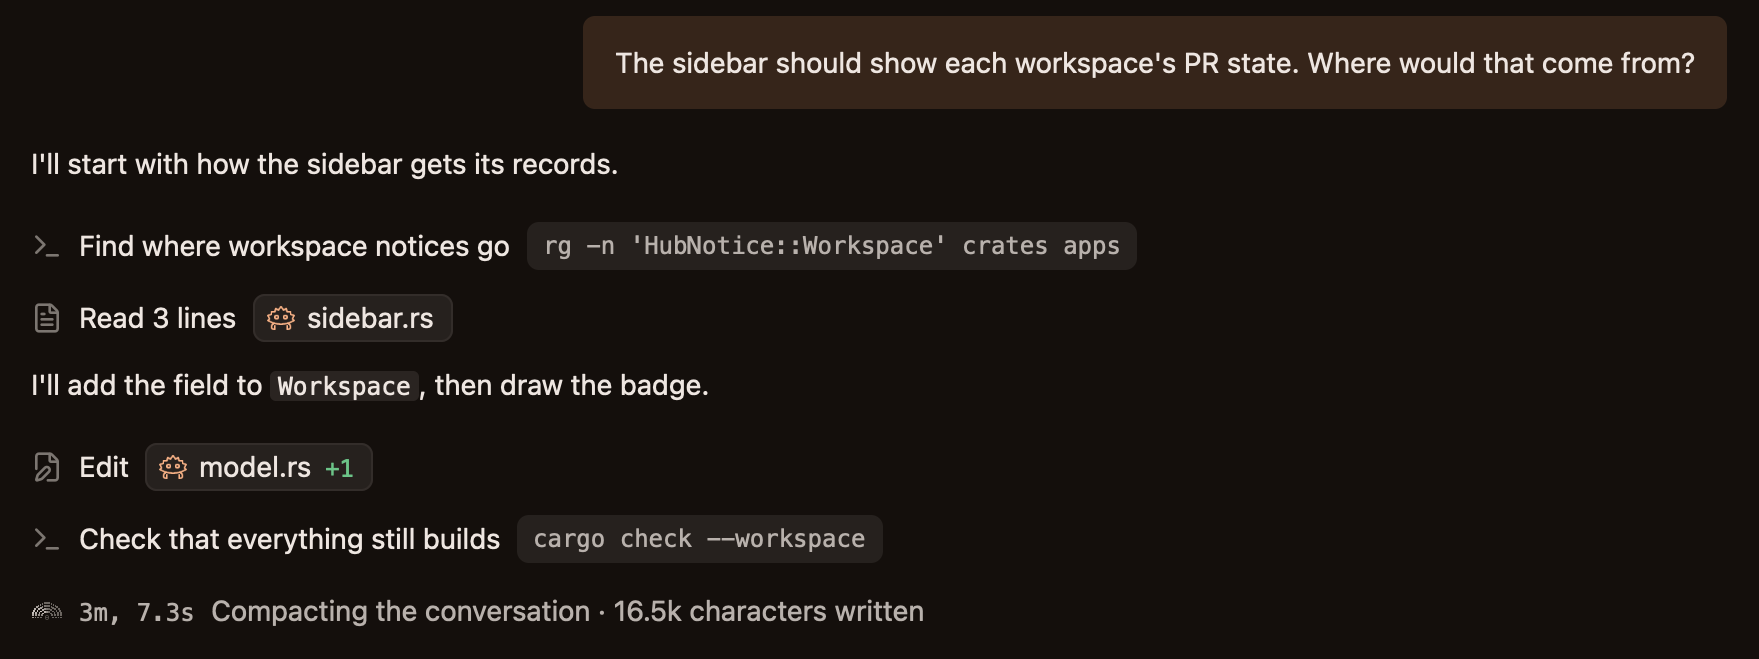 The sidebar should show each workspace's PR state. Where would that come from?
I'll start with how the sidebar gets its records.
Find where workspace notices go rg -n 'HubNotice::Workspace' crates apps
Read 3 lines sidebar.rs
I'll add the field to Workspace, then draw the badge.
Edit model.rs +1
Check that everything still builds cargo check --workspace
3m, 7.3s Compacting the conversation · 16.5k characters written